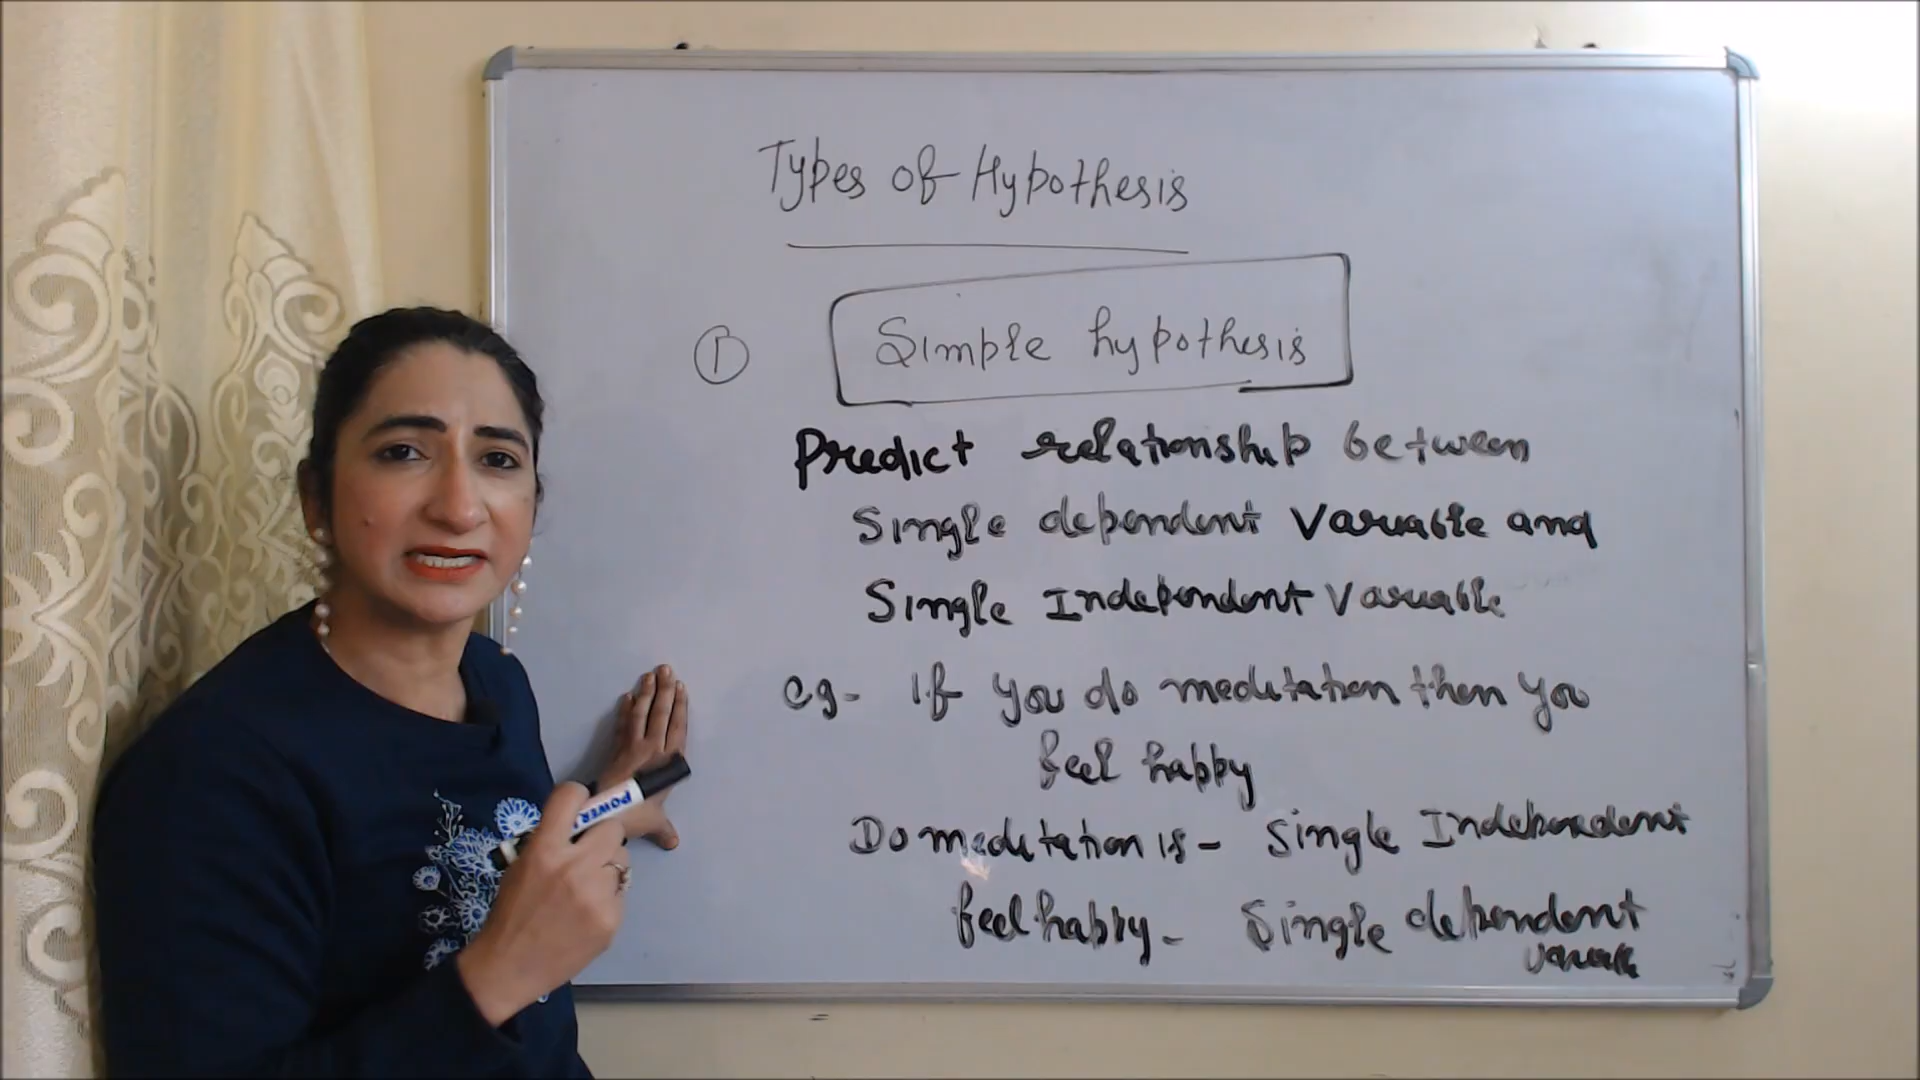 Types of Hypothesis
1 Simple hypothesis
Predict relationship between
Single dependent Variable and
Single Independent Variable
eg- If you do meditation then you
feel happy
Do meditation is - Single Independent
feel happy - Single dependent
variable
POWER